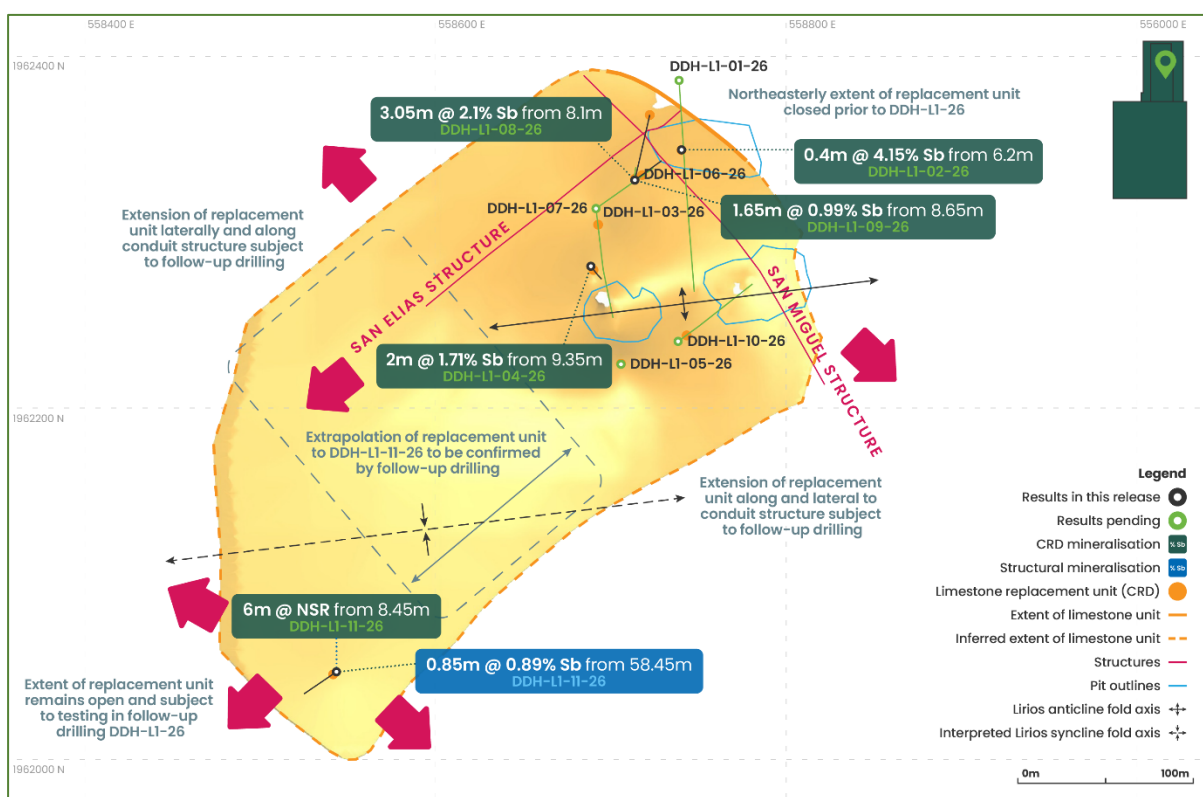 558400 E
558600 E
558800 E
556000 E
1962400 N
DDH-L1-01-26
Northeasterly extent of replacement unit
closed prior to DDH-L1-26
3.05m @ 2.1% Sb from 8.1m
DDH-L1-08-26
0.4m @ 4.15% Sb from 6.2m
DDH-L1-02-26
DDH-L1-06-26
DDH-L1-07-26
DDH-L1-03-26
1.65m @ 0.99% Sb from 8.65m
DDH-L1-09-26
Extension of replacement
unit laterally and along
conduit structure subject
to follow-up drilling
SAN ELIAS STRUCTURE
SAN MIGUEL STRUCTURE
DDH-L1-10-26
2m @ 1.71% Sb from 9.35m
DDH-L1-04-26
DDH-L1-05-26
1962200 N
Extrapolation of replacement unit
to DDH-L1-11-26 to be confirmed
by follow-up drilling
Extension of replacement
unit along and lateral to
conduit structure subject
to follow-up drilling
6m @ NSR from 8.45m
DDH-L1-11-26
0.85m @ 0.89% Sb from 58.45m
DDH-L1-11-26
Extent of replacement unit
remains open and subject
to testing in follow-up
drilling DDH-L1-26
1962000 N
Legend
Results in this release
Results pending
CRD mineralisation
% Sb
Structural mineralisation
% Sb
Limestone replacement unit (CRD)
Extent of limestone unit
Inferred extent of limestone unit
Structures
Pit outlines
Lirios anticline fold axis
Interpreted Lirios syncline fold axis
0m
100m